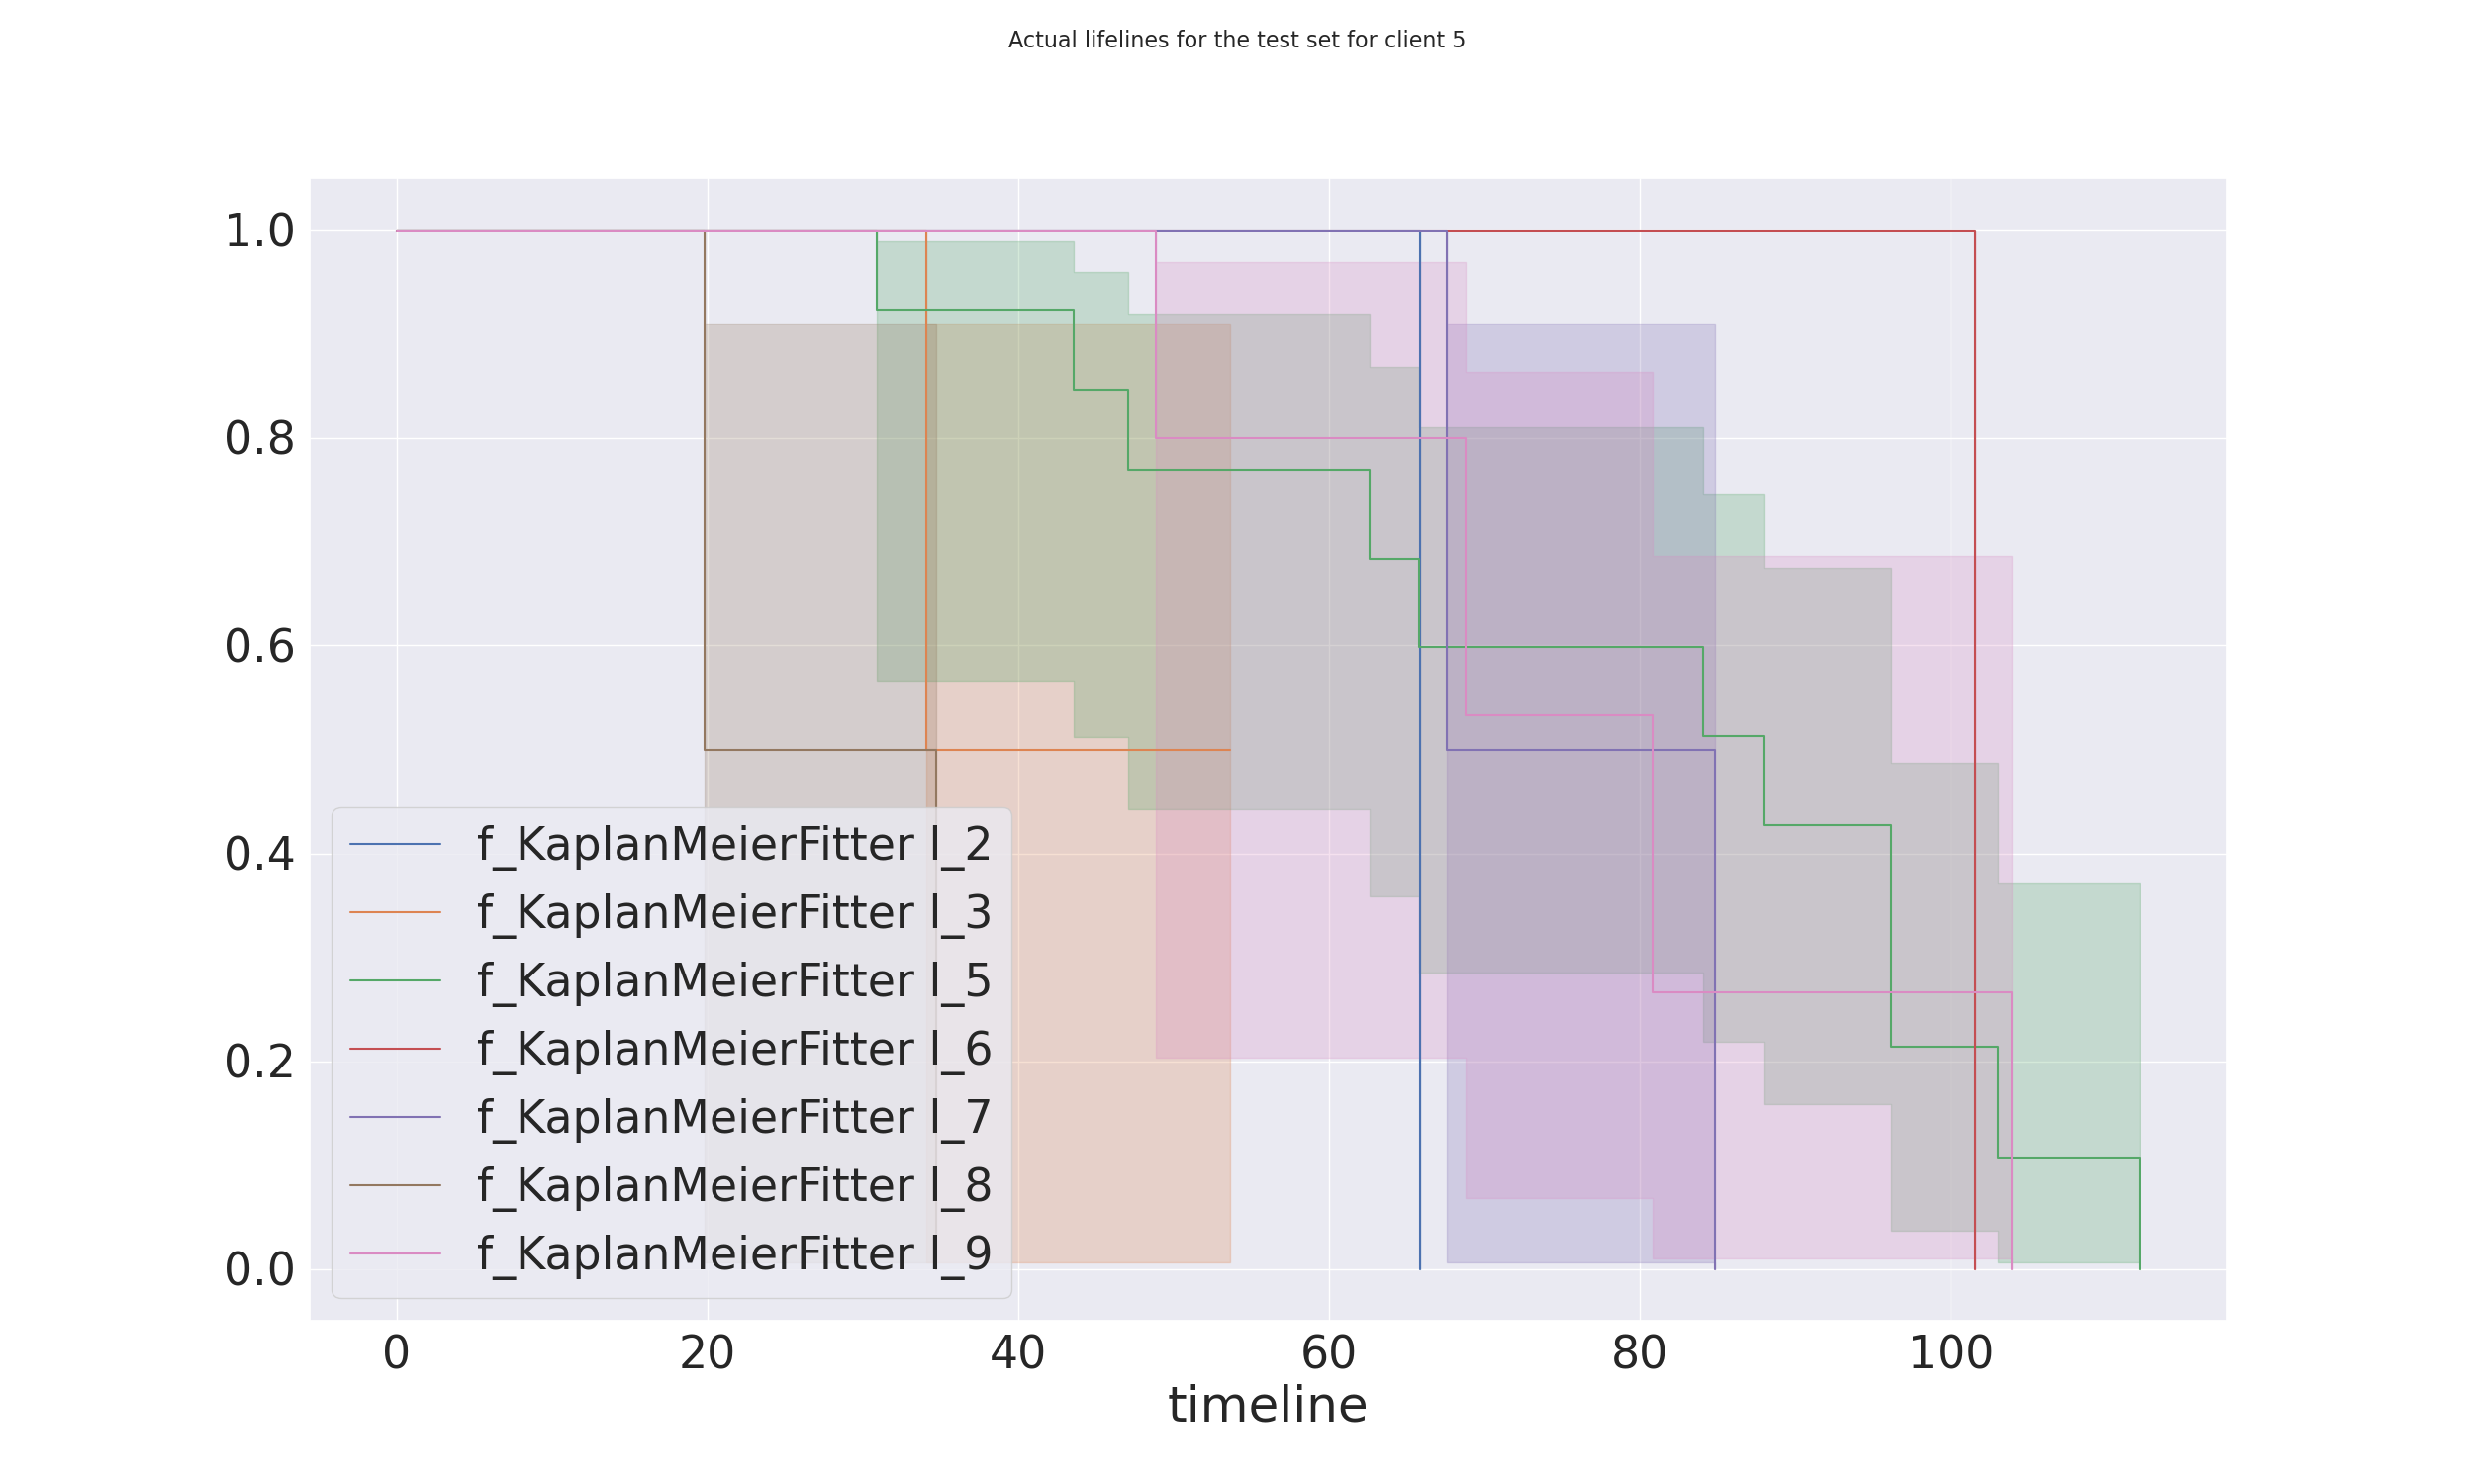 Actual lifelines for the test set for client 5
1.0
0.8
0.6
0.4
0.2
0.0
f_KaplanMeierFitter l_2
f_KaplanMeierFitter l_3
f_KaplanMeierFitter l_5
f_KaplanMeierFitter l_6
f_KaplanMeierFitter l_7
f_KaplanMeierFitter l_8
f_KaplanMeierFitter l_9
0 20 40 60 80 100
timeline